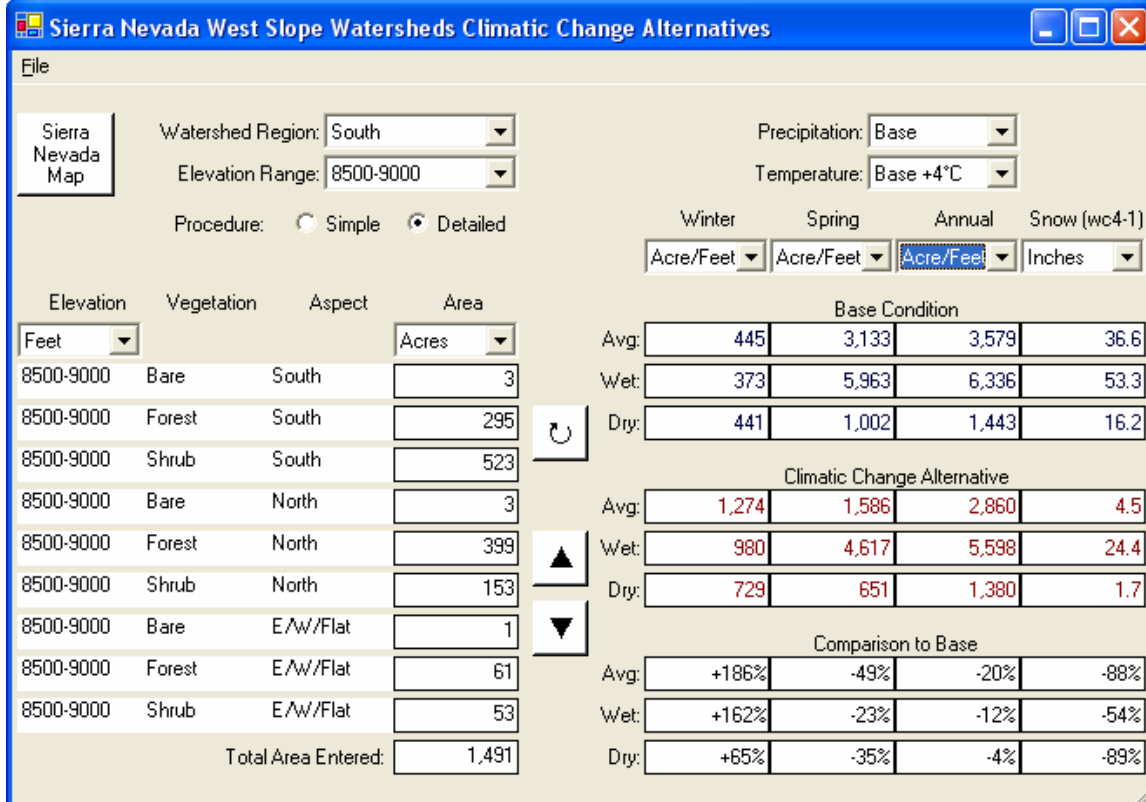 Sierra Nevada West Slope Watersheds Climatic Change Alternatives
File
Sierra Nevada Map
Watershed Region: South
Elevation Range: 8500-9000
Procedure: Simple Detailed
Precipitation: Base
Temperature: Base +4°C
Winter Spring Annual Snow (wc4-1)
Acre/Feet Acre/Feet Acre/Feet Inches
Elevation Vegetation Aspect Area
Feet Acres
8500-9000 Bare South 3
8500-9000 Forest South 295
8500-9000 Shrub South 523
8500-9000 Bare North 3
8500-9000 Forest North 399
8500-9000 Shrub North 153
8500-9000 Bare E/W/Flat 1
8500-9000 Forest E/W/Flat 61
8500-9000 Shrub E/W/Flat 53
Total Area Entered: 1,491
Base Condition
Avg: 445 3,133 3,579 36.6
Wet: 373 5,963 6,336 53.3
Dry: 441 1,002 1,443 16.2
Climatic Change Alternative
Avg: 1,274 1,586 2,860 4.5
Wet: 980 4,617 5,598 24.4
Dry: 729 651 1,380 1.7
Comparison to Base
Avg: +186% -49% -20% -88%
Wet: +162% -23% -12% -54%
Dry: +65% -35% -4% -89%